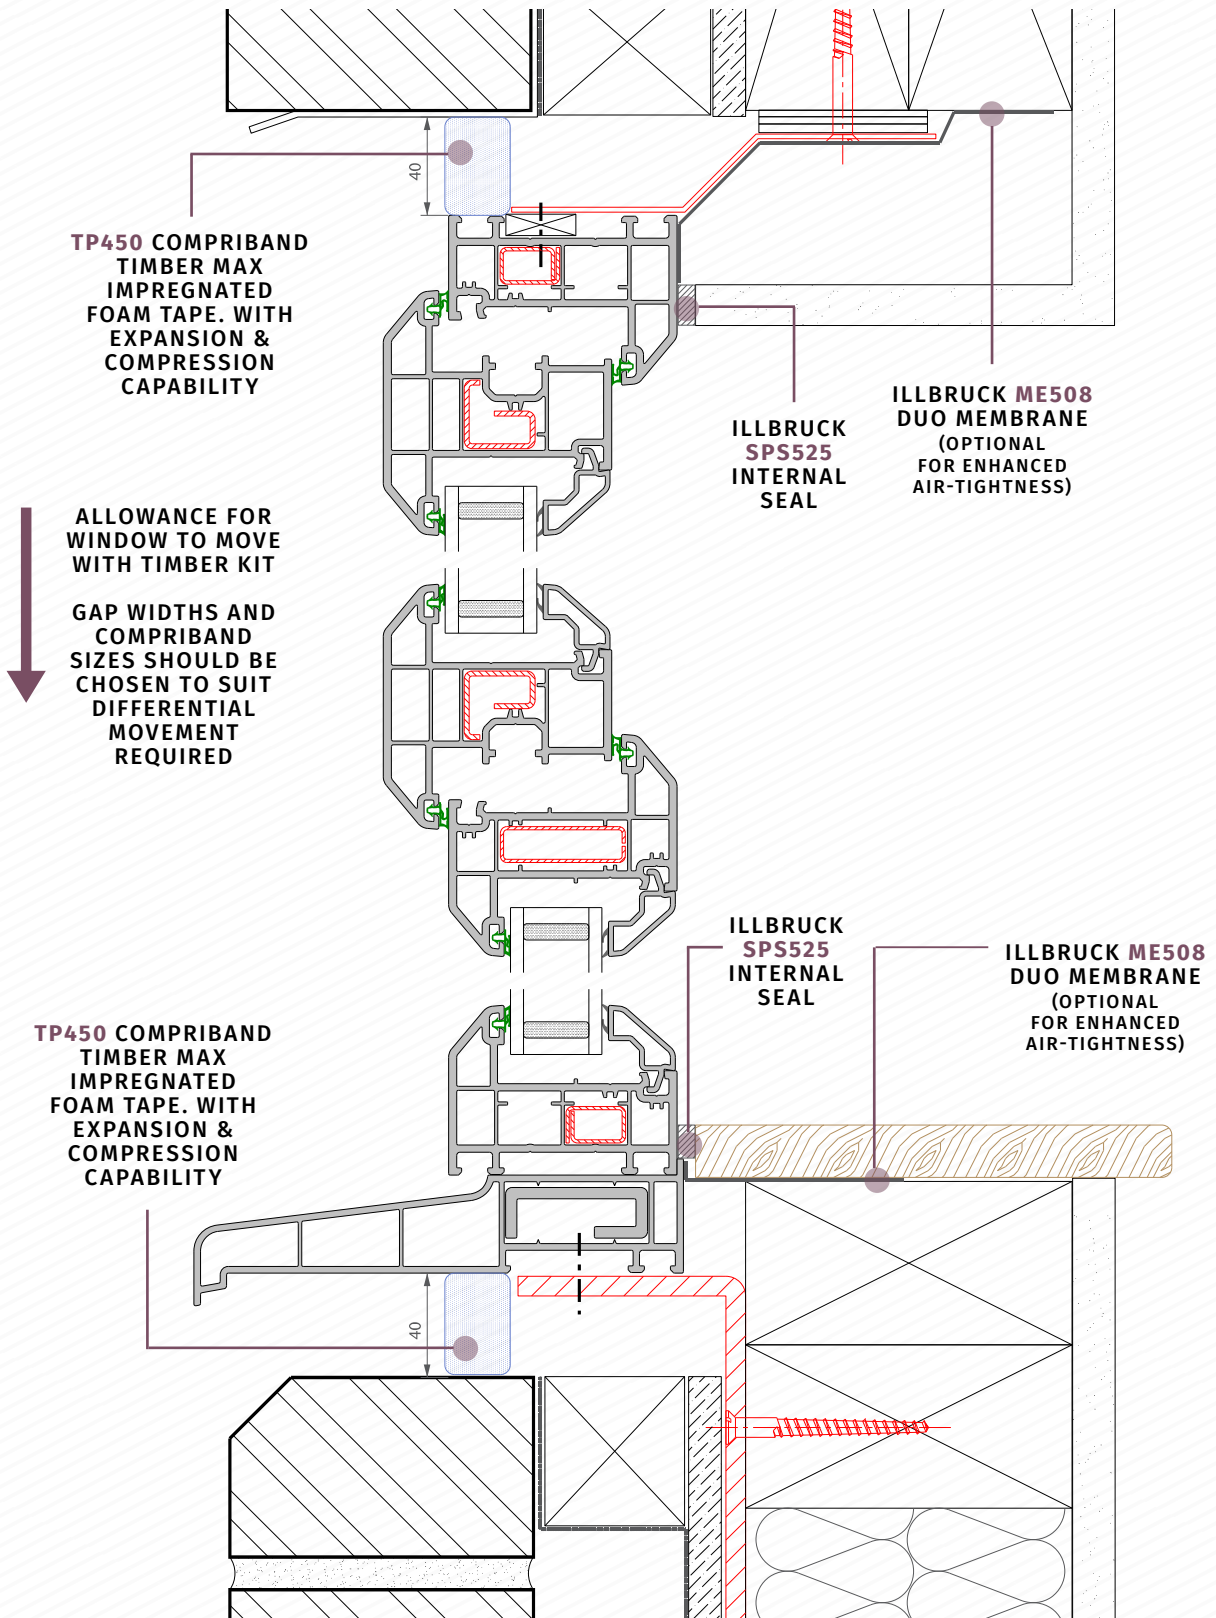 40
TP450 COMPRIBAND
TIMBER MAX
IMPREGNATED
FOAM TAPE. WITH
EXPANSION &
COMPRESSION
CAPABILITY
ILLBRUCK
SPS525
INTERNAL
SEAL
ILLBRUCK ME508
DUO MEMBRANE
(OPTIONAL
FOR ENHANCED
AIR-TIGHTNESS)
ALLOWANCE FOR
WINDOW TO MOVE
WITH TIMBER KIT
GAP WIDTHS AND
COMPRIBAND
SIZES SHOULD BE
CHOSEN TO SUIT
DIFFERENTIAL
MOVEMENT
REQUIRED
ILLBRUCK
SPS525
INTERNAL
SEAL
ILLBRUCK ME508
DUO MEMBRANE
(OPTIONAL
FOR ENHANCED
AIR-TIGHTNESS)
TP450 COMPRIBAND
TIMBER MAX
IMPREGNATED
FOAM TAPE. WITH
EXPANSION &
COMPRESSION
CAPABILITY
40